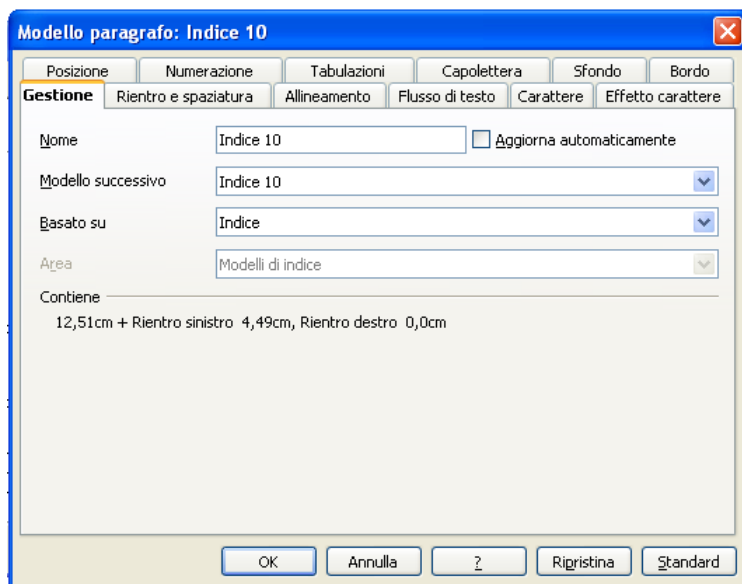 Modello paragrafo: Indice 10
Posizione Numerazione Tabulazioni Capolettera Sfondo Bordo
Gestione Rientro e spaziatura Allineamento Flusso di testo Carattere Effetto carattere
Nome Indice 10 Aggiorna automaticamente
Modello successivo Indice 10
Basato su Indice
Area Modelli di indice
Contiene
12,51cm + Rientro sinistro 4,49cm, Rientro destro 0,0cm
OK Annulla ? Ripristina Standard